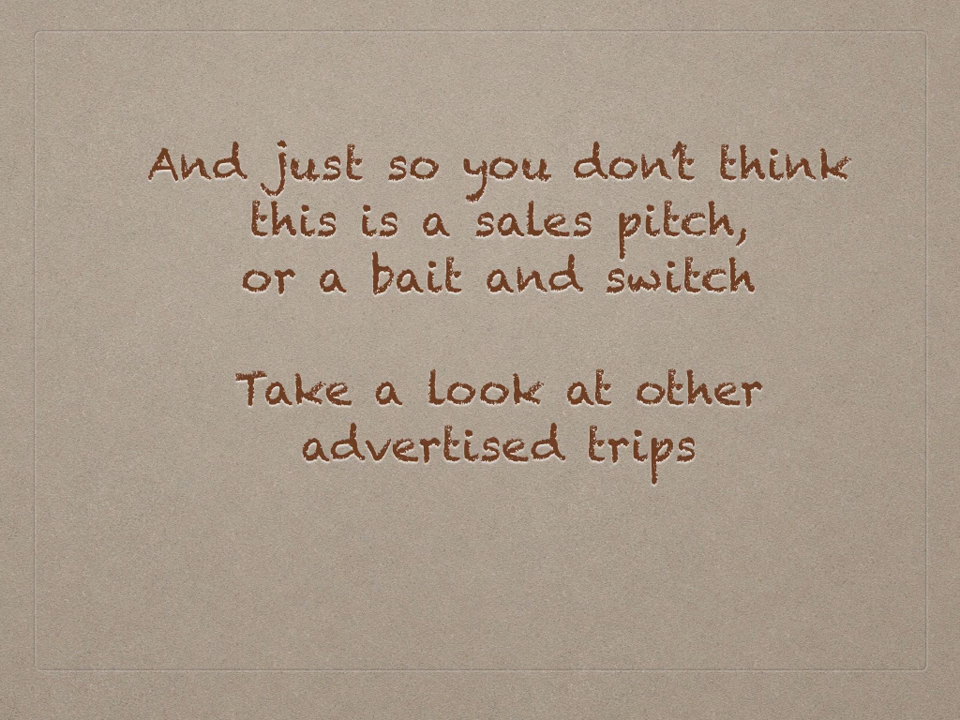 And just so you don't think
this is a sales pitch,
or a bait and switch
Take a look at other
advertised trips